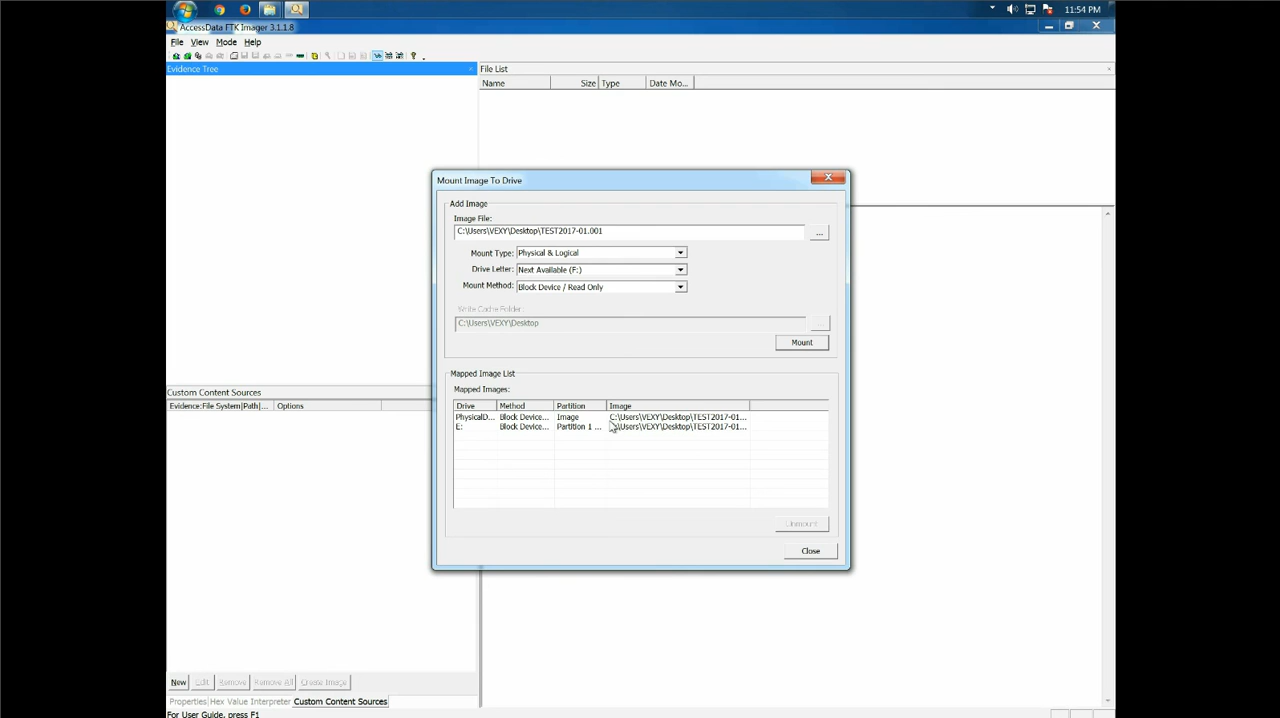 11:54 PM
AccessData FTK Imager 3.1.1.8
File View Mode Help
Evidence Tree
File List
Name Size Type Date Mo...
Mount Image To Drive
Add Image
Image File:
C:\Users\VEXY\Desktop\TEST2017-01.001
...
Mount Type: Physical & Logical
Drive Letter: Next Available (F:)
Mount Method: Block Device / Read Only
Write Cache Folder:
C:\Users\VEXY\Desktop
...
Mount
Mapped Image List
Mapped Images:
Drive Method Partition Image
PhysicalD... Block Device... Image C:\Users\VEXY\Desktop\TEST2017-01...
E: Block Device... Partition 1 ... C:\Users\VEXY\Desktop\TEST2017-01...
Unmount
Close
Custom Content Sources
Evidence:File System|Path|... Options
New Edit Remove Remove All Create Image
Properties Hex Value Interpreter Custom Content Sources
For User Guide, press F1